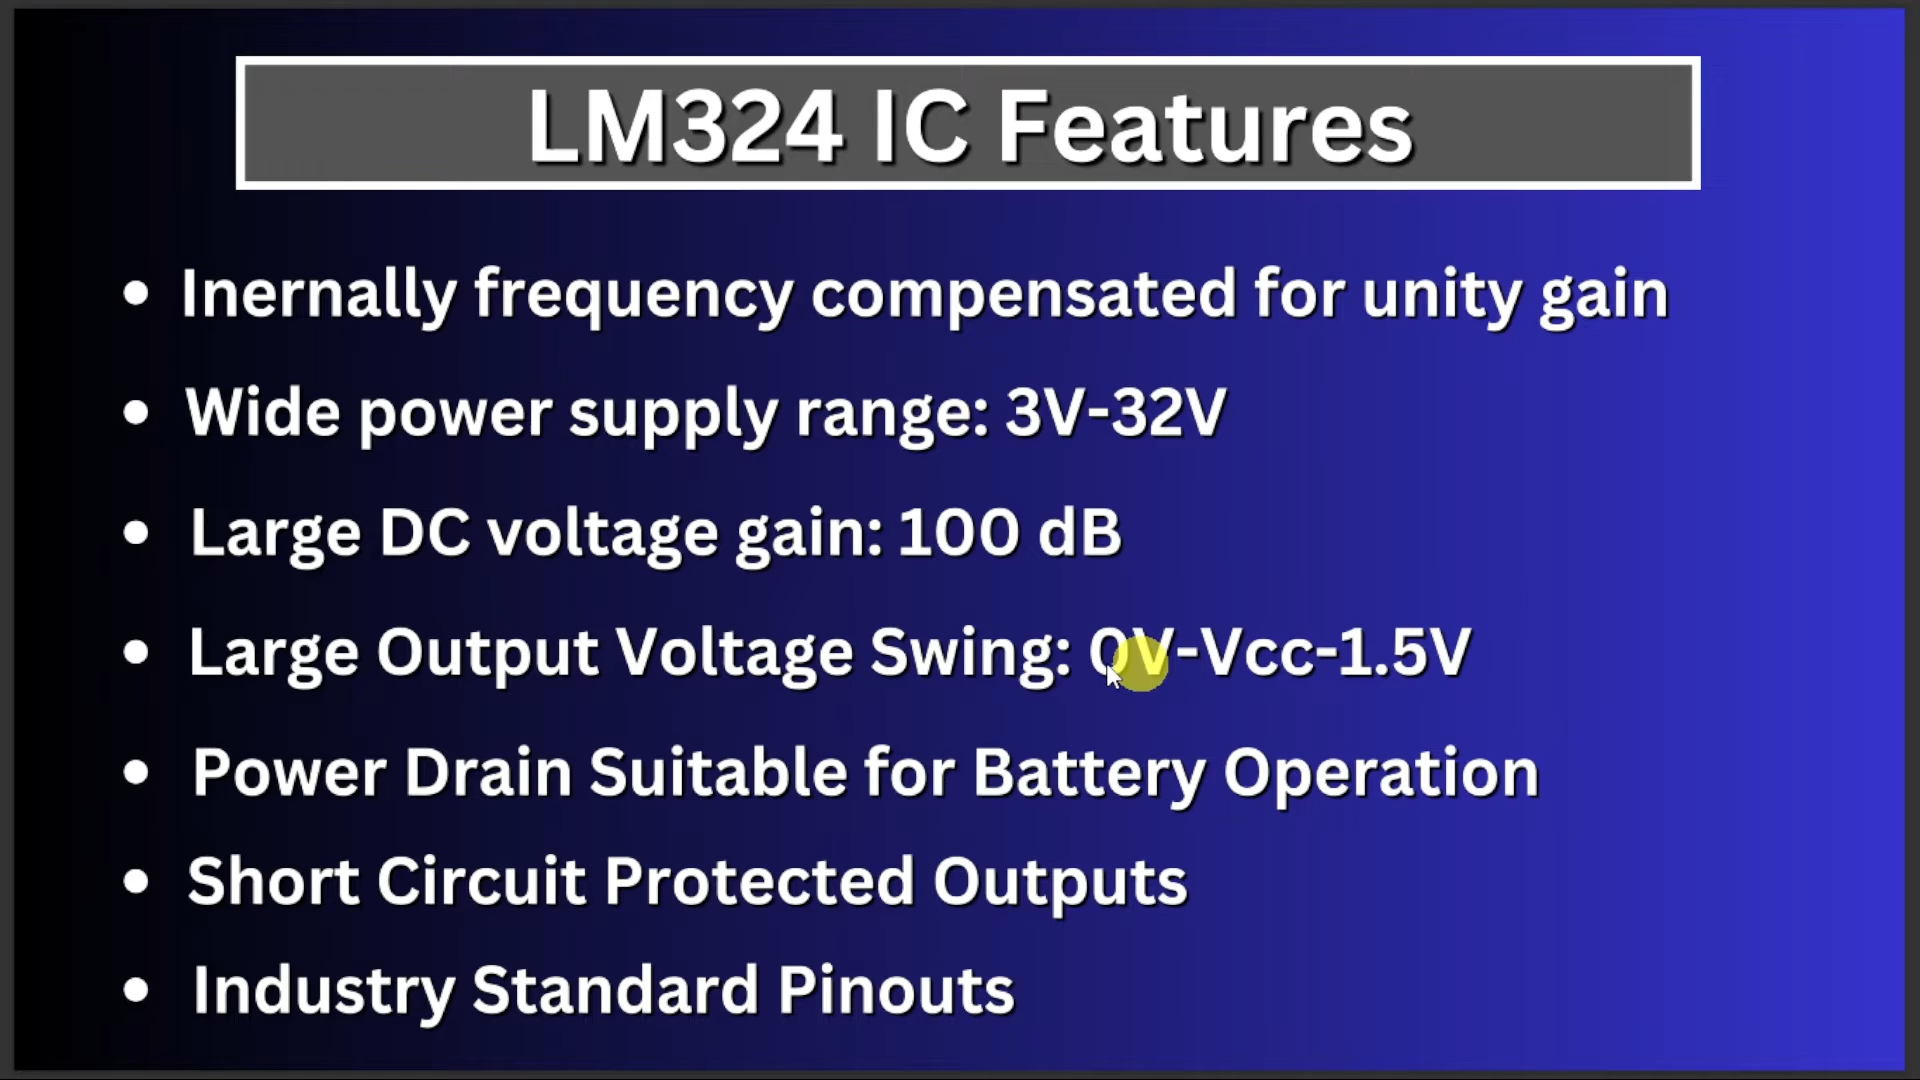 LM324 IC Features
• Inernally frequency compensated for unity gain
• Wide power supply range: 3V-32V
• Large DC voltage gain: 100 dB
• Large Output Voltage Swing: 0V-Vcc-1.5V
• Power Drain Suitable for Battery Operation
• Short Circuit Protected Outputs
• Industry Standard Pinouts